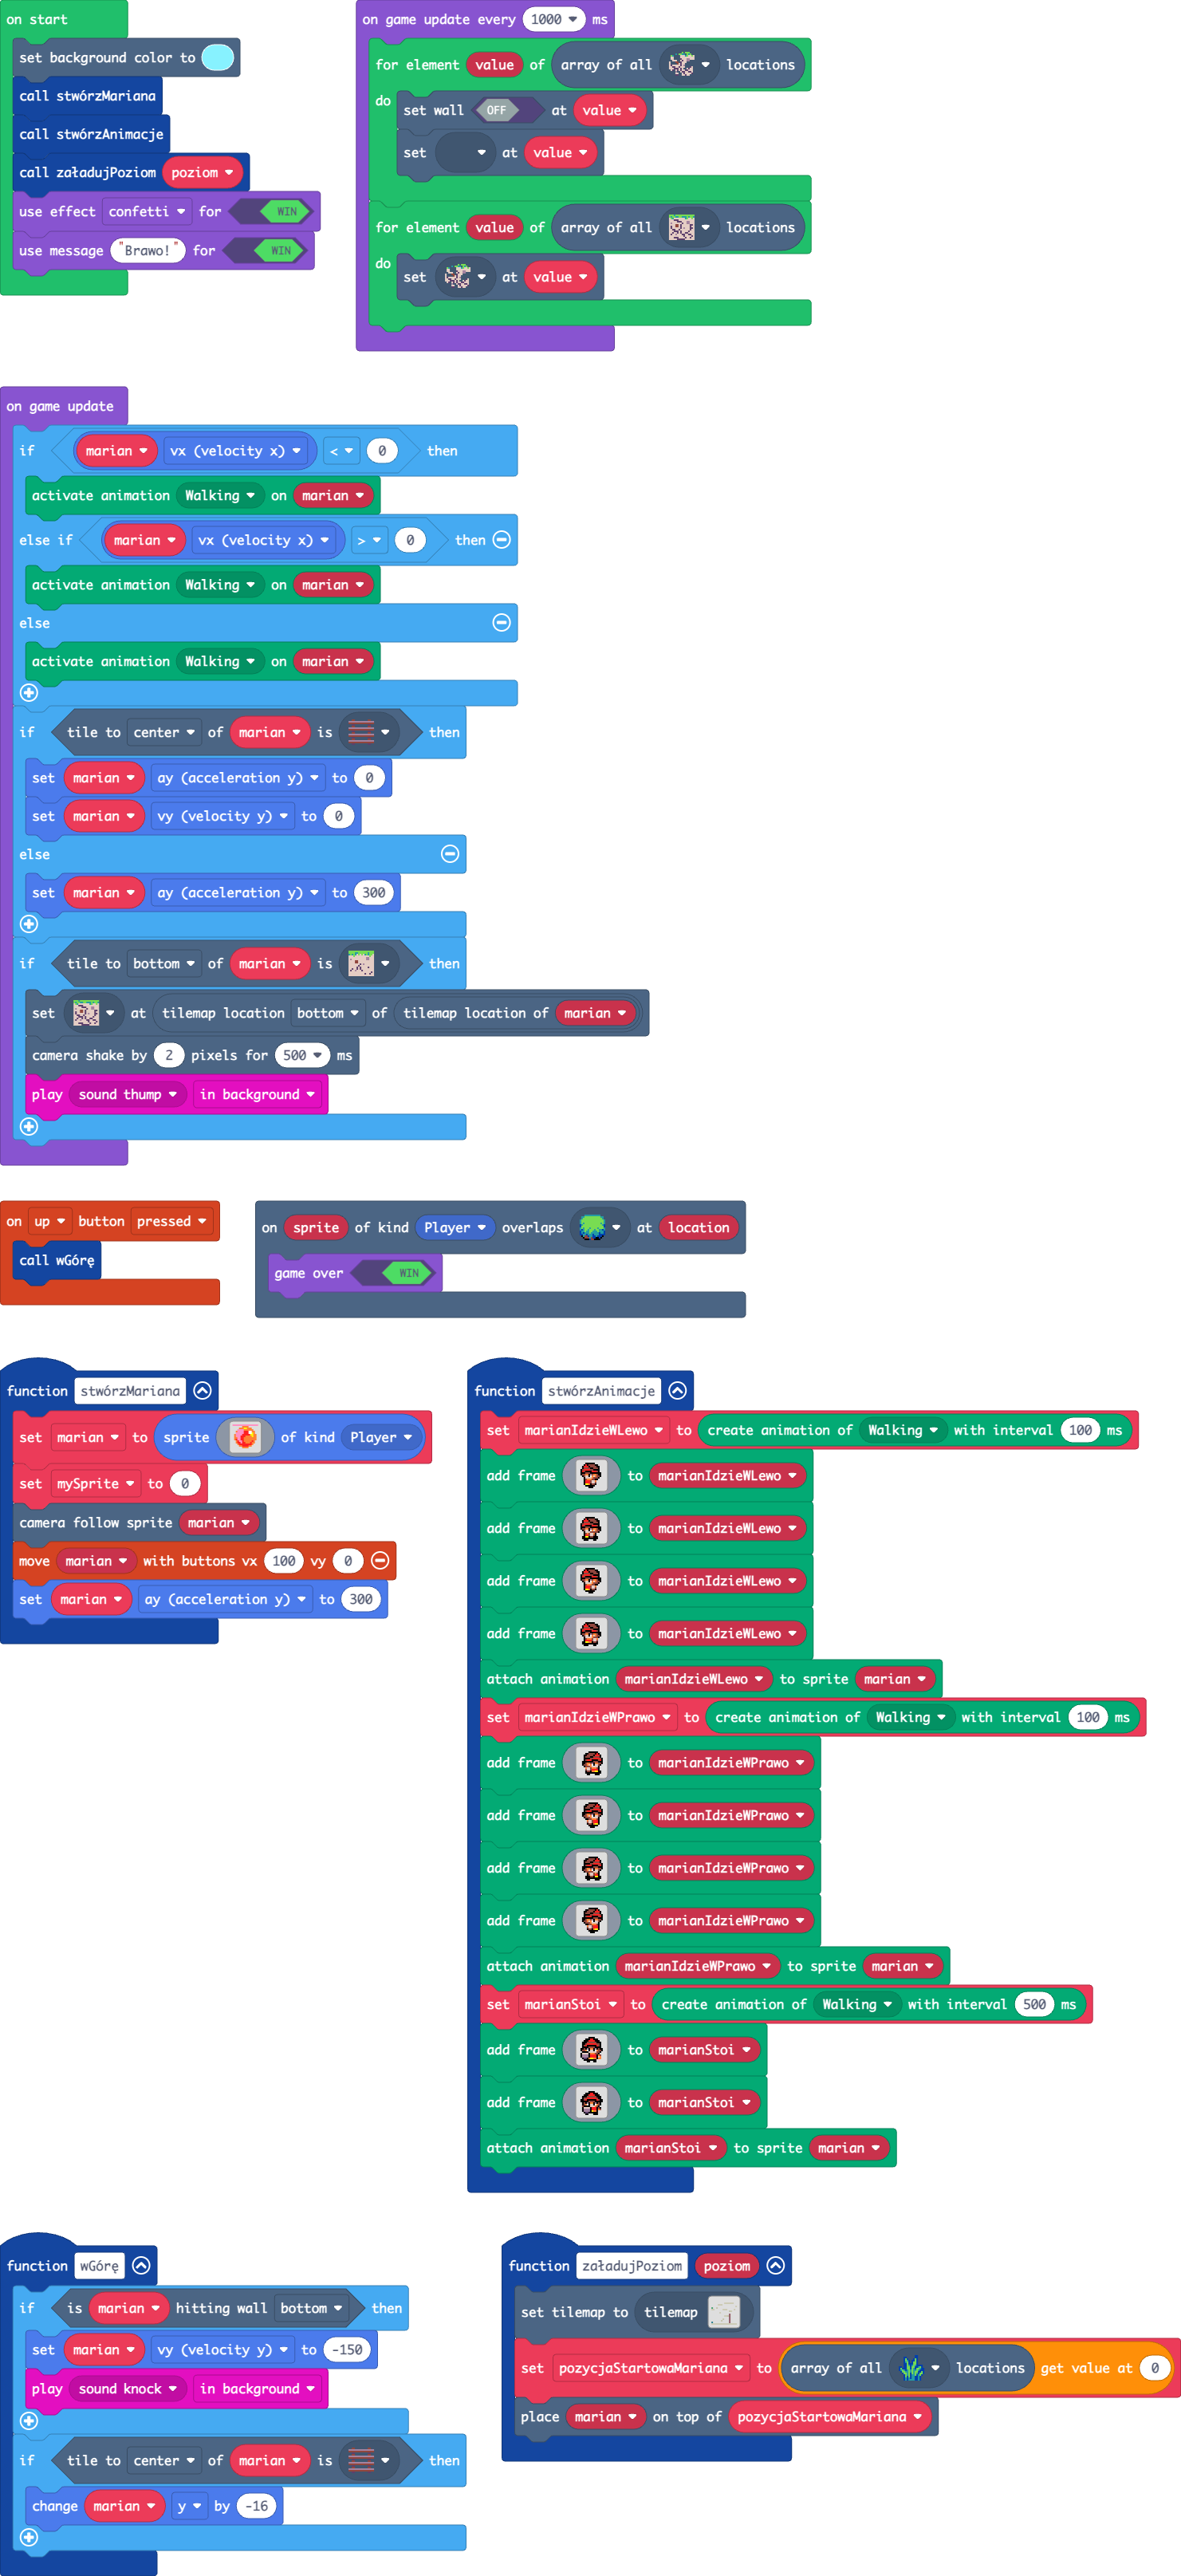 on start
set background color to
call stwórzMariana
call stwórzAnimacje
call załadujPoziom poziom
use effect confetti for WIN
use message "Brawo!" for WIN
on game update every 1000 ms
for element value of array of all locations
do
set wall OFF at value
set at value
for element value of array of all locations
do
set at value
on game update
if marian vx (velocity x) < 0 then
activate animation Walking on marian
else if marian vx (velocity x) > 0 then
activate animation Walking on marian
else
activate animation Walking on marian
if tile to center of marian is then
set marian ay (acceleration y) to 0
set marian vy (velocity y) to 0
else
set marian ay (acceleration y) to 300
if tile to bottom of marian is then
set at tilemap location bottom of tilemap location of marian
camera shake by 2 pixels for 500 ms
play sound thump in background
on up button pressed
call wGórę
on sprite of kind Player overlaps at location
game over WIN
function stwórzMariana
set marian to sprite of kind Player
set mySprite to 0
camera follow sprite marian
move marian with buttons vx 100 vy 0
set marian ay (acceleration y) to 300
function stwórzAnimacje
set marianIdzieWLewo to create animation of Walking with interval 100 ms
add frame to marianIdzieWLewo
add frame to marianIdzieWLewo
add frame to marianIdzieWLewo
add frame to marianIdzieWLewo
attach animation marianIdzieWLewo to sprite marian
set marianIdzieWPrawo to create animation of Walking with interval 100 ms
add frame to marianIdzieWPrawo
add frame to marianIdzieWPrawo
add frame to marianIdzieWPrawo
add frame to marianIdzieWPrawo
attach animation marianIdzieWPrawo to sprite marian
set marianStoi to create animation of Walking with interval 500 ms
add frame to marianStoi
add frame to marianStoi
attach animation marianStoi to sprite marian
function wGórę
if is marian hitting wall bottom then
set marian vy (velocity y) to -150
play sound knock in background
if tile to center of marian is then
change marian y by -16
function załadujPoziom poziom
set tilemap to tilemap
set pozycjaStartowaMariana to array of all locations get value at 0
place marian on top of pozycjaStartowaMariana